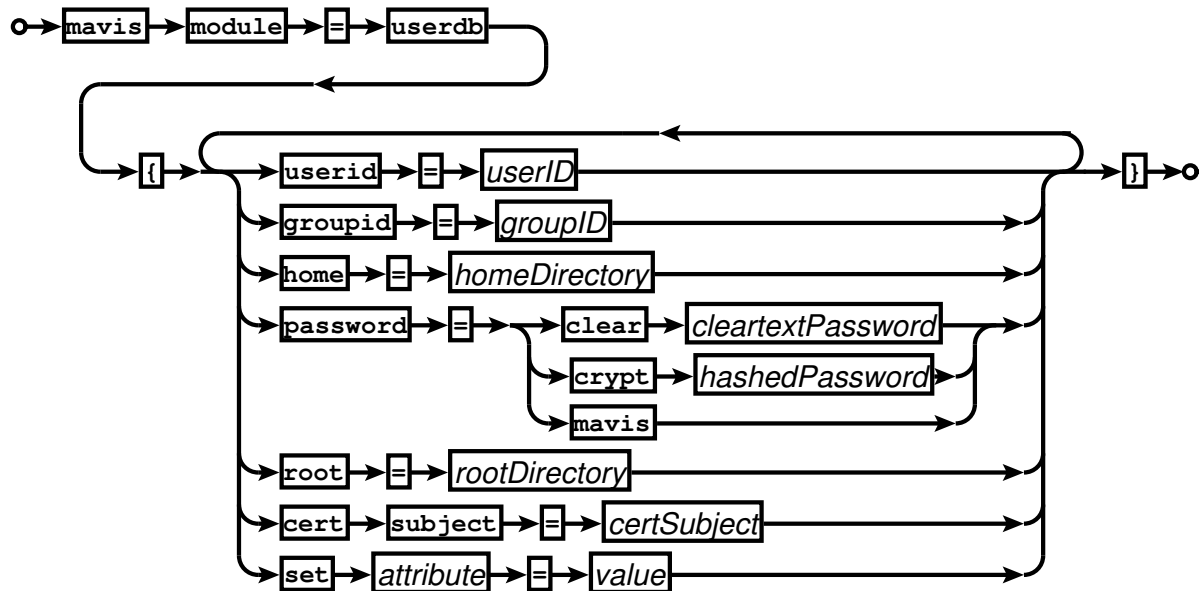 mavis module = userdb
{ userid = userID }
groupid = groupID
home = homeDirectory
password = clear cleartextPassword
crypt hashedPassword
mavis
root = rootDirectory
cert subject = certSubject
set attribute = value